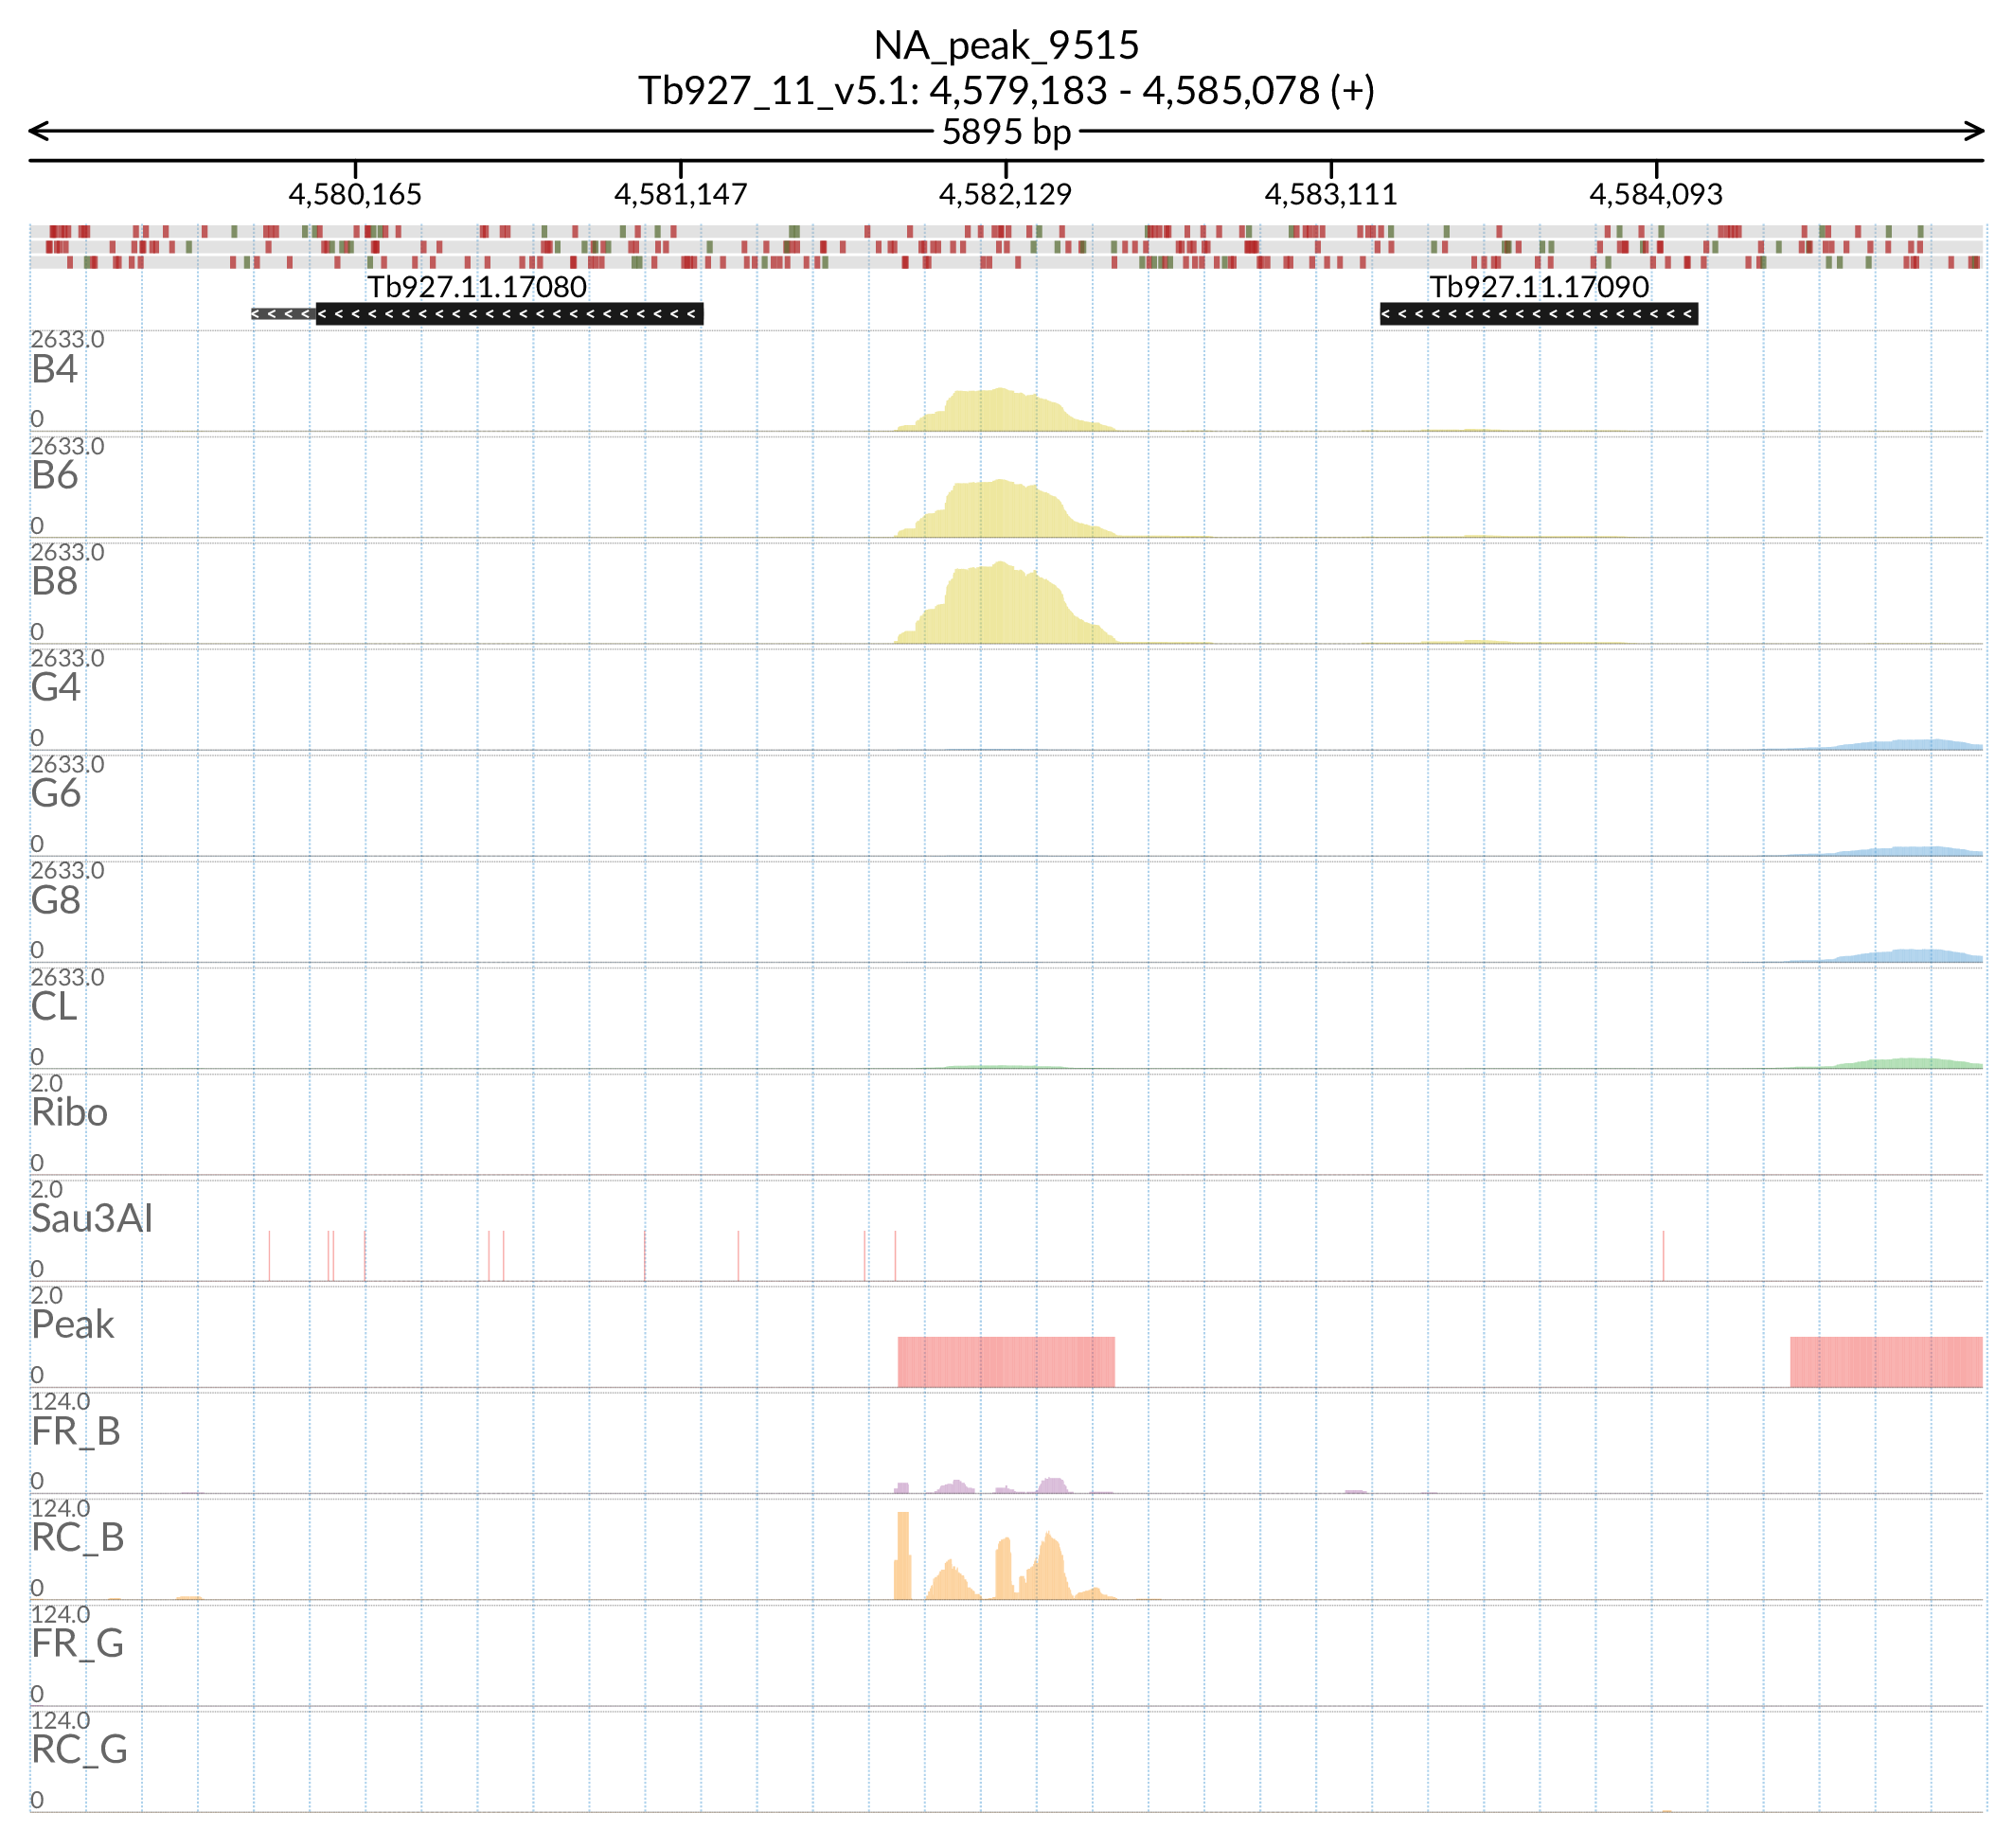 NA_peak_9515
Tb927_11_v5.1: 4,579,183 - 4,585,078 (+)
5895 bp
4,580,165 4,581,147 4,582,129 4,583,111 4,584,093
Tb927.11.17080 Tb927.11.17090
2633.0
B4
0
2633.0
B6
0
2633.0
B8
0
2633.0
G4
0
2633.0
G6
0
2633.0
G8
0
2633.0
CL
0
2.0
Ribo
0
2.0
Sau3AI
0
2.0
Peak
0
124.0
FR_B
0
124.0
RC_B
0
124.0
FR_G
0
124.0
RC_G
0